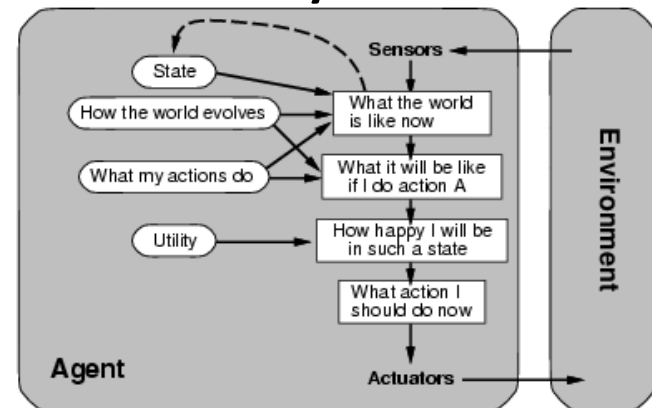 Sensors
State
How the world evolves
What the world
is like now
What my actions do
What it will be like
if I do action A
Utility
How happy I will be
in such a state
What action I
should do now
Agent
Actuators
Environment